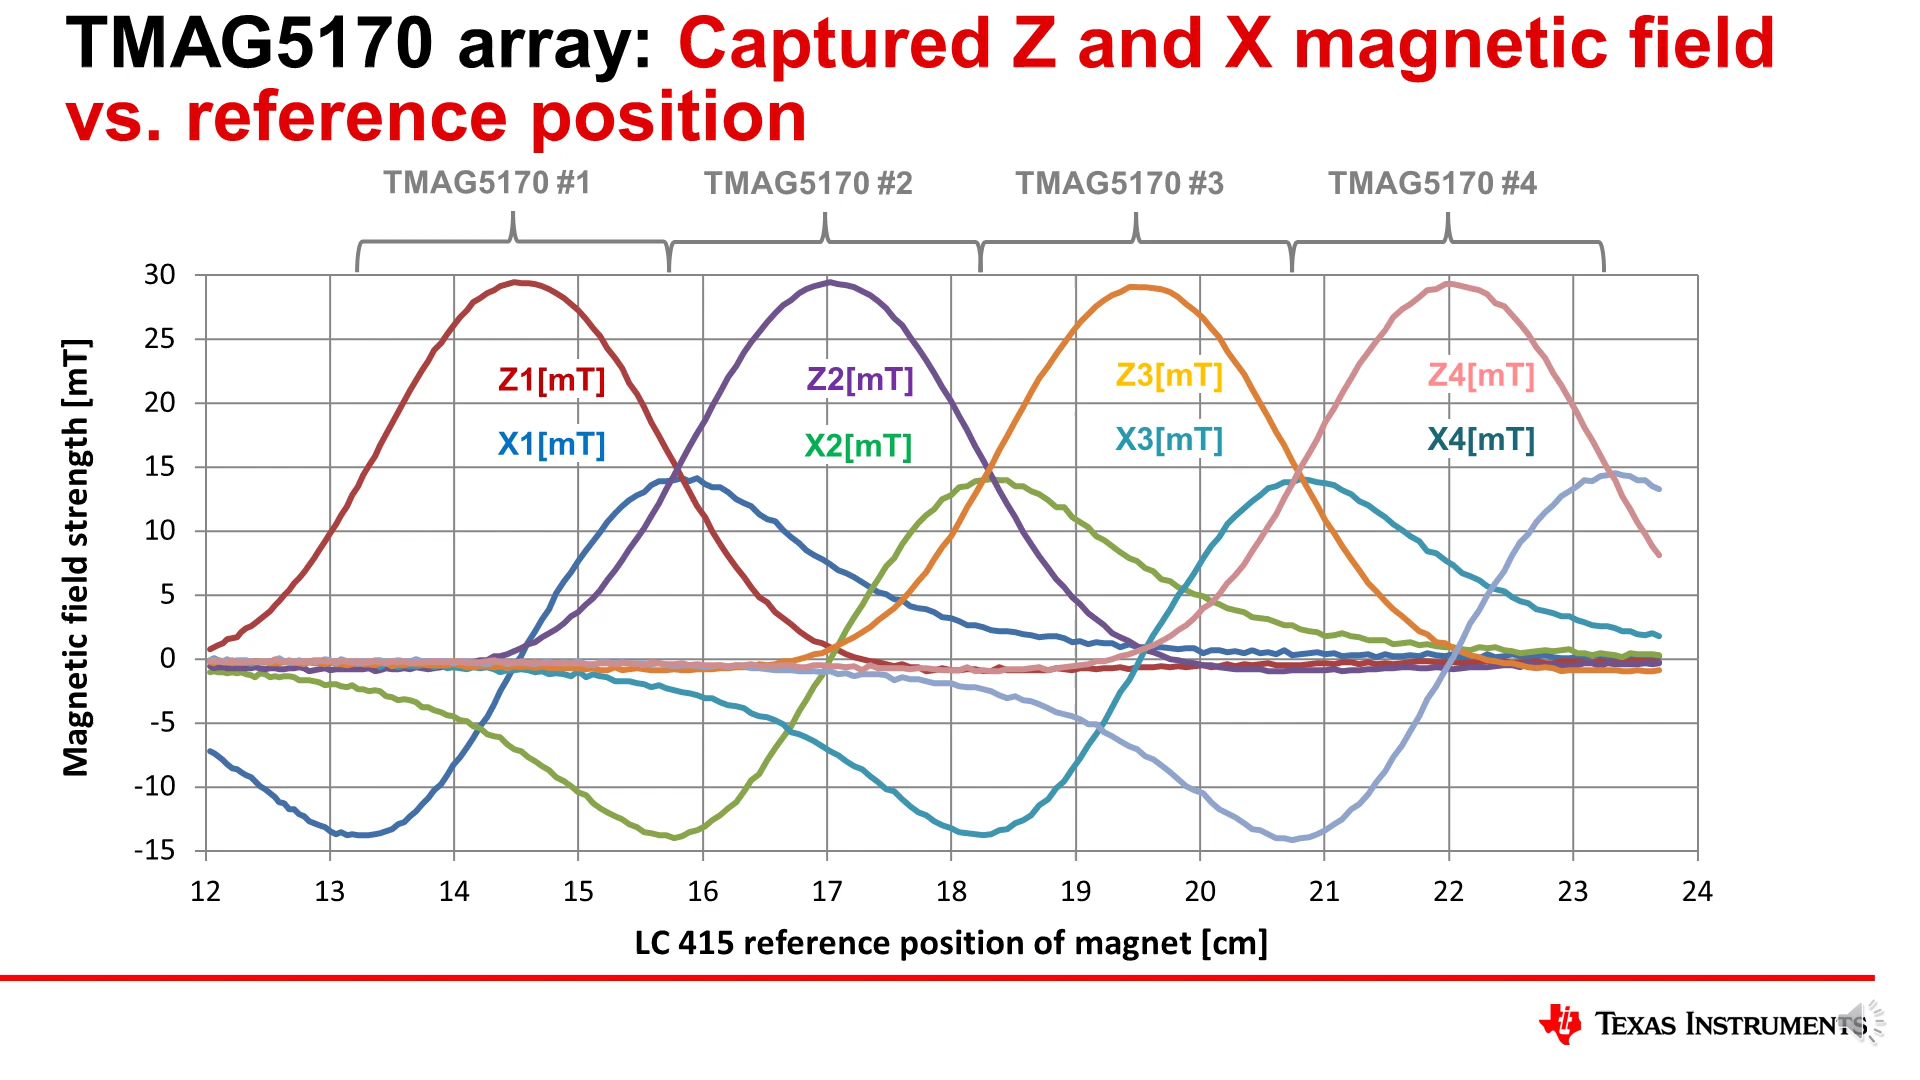 TMAG5170 array: Captured Z and X magnetic field
vs. reference position
TMAG5170 #1
TMAG5170 #2
TMAG5170 #3
TMAG5170 #4
Magnetic field strength [mT]
30
25
20
15
10
5
0
-5
-10
-15
Z1[mT]
X1[mT]
Z2[mT]
X2[mT]
Z3[mT]
X3[mT]
Z4[mT]
X4[mT]
12 13 14 15 16 17 18 19 20 21 22 23 24
LC 415 reference position of magnet [cm]
TEXAS INSTRUMENTS